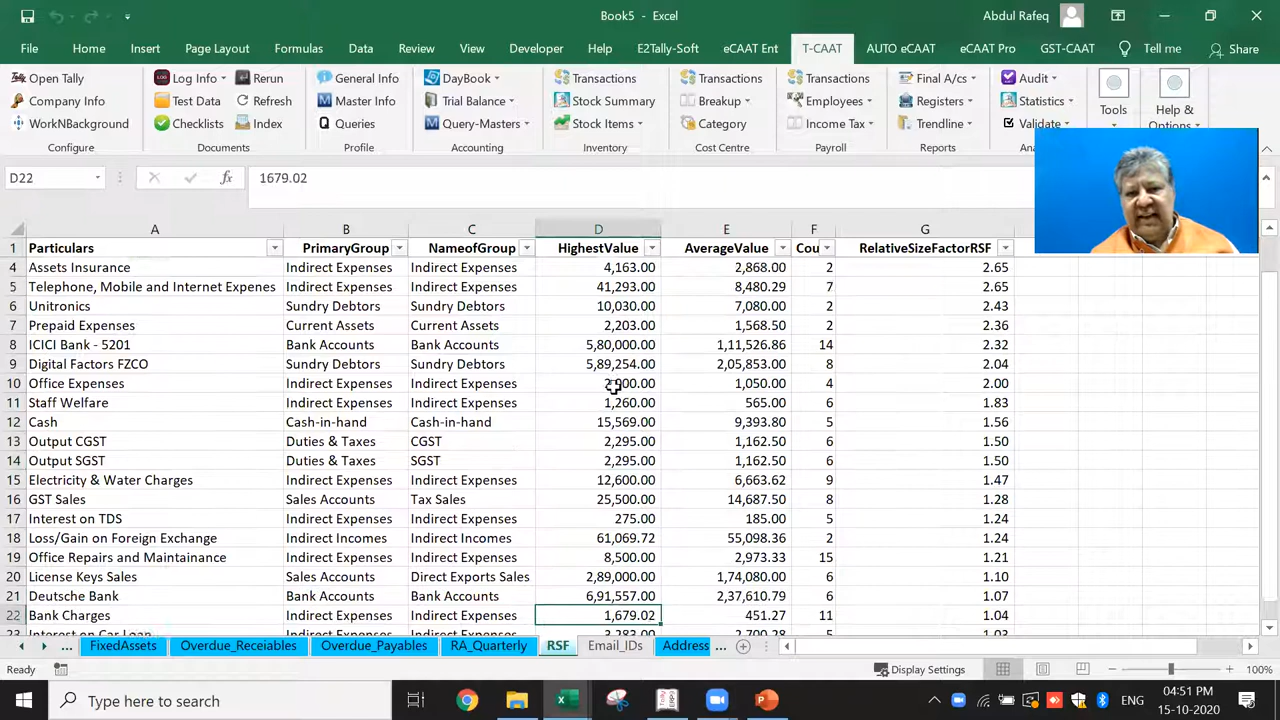 Book5 - Excel
Abdul Rafeq
File Home Insert Page Layout Formulas Data Review View Developer Help E2Tally-Soft eCAAT Ent T-CAAT AUTO eCAAT eCAAT Pro GST-CAAT Tell me Share
Open Tally Log Info Rerun General Info DayBook Transactions Transactions Transactions Final A/cs Audit
Company Info Test Data Refresh Master Info Trial Balance Stock Summary Breakup Employees Registers Statistics Tools Help &
WorkNBackground Checklists Index Queries Query-Masters Stock Items Category Income Tax Trendline Validate Options
Configure Documents Profile Accounting Inventory Cost Centre Payroll Reports
D22 fx 1679.02
A B C D E F G
1 Particulars PrimaryGroup NameofGroup HighestValue AverageValue Cou RelativeSizeFactorRSF
4 Assets Insurance Indirect Expenses Indirect Expenses 4,163.00 2,868.00 2 2.65
5 Telephone, Mobile and Internet Expenes Indirect Expenses Indirect Expenses 41,293.00 8,480.29 7 2.65
6 Unitronics Sundry Debtors Sundry Debtors 10,030.00 7,080.00 2 2.43
7 Prepaid Expenses Current Assets Current Assets 2,203.00 1,568.50 2 2.36
8 ICICI Bank - 5201 Bank Accounts Bank Accounts 5,80,000.00 1,11,526.86 14 2.32
9 Digital Factors FZCO Sundry Debtors Sundry Debtors 5,89,254.00 2,05,853.00 8 2.04
10 Office Expenses Indirect Expenses Indirect Expenses 1,050.00 4 2.00
11 Staff Welfare Indirect Expenses Indirect Expenses 1,260.00 565.00 6 1.83
12 Cash Cash-in-hand Cash-in-hand 15,569.00 9,393.80 5 1.56
13 Output CGST Duties & Taxes CGST 2,295.00 1,162.50 6 1.50
14 Output SGST Duties & Taxes SGST 2,295.00 1,162.50 6 1.50
15 Electricity & Water Charges Indirect Expenses Indirect Expenses 12,600.00 6,663.62 9 1.47
16 GST Sales Sales Accounts Tax Sales 25,500.00 14,687.50 8 1.28
17 Interest on TDS Indirect Expenses Indirect Expenses 275.00 185.00 5 1.24
18 Loss/Gain on Foreign Exchange Indirect Incomes Indirect Incomes 61,069.72 55,098.36 2 1.24
19 Office Repairs and Maintainance Indirect Expenses Indirect Expenses 8,500.00 2,973.33 15 1.21
20 License Keys Sales Sales Accounts Direct Exports Sales 2,89,000.00 1,74,080.00 6 1.10
21 Deutsche Bank Bank Accounts Bank Accounts 6,91,557.00 2,37,610.79 6 1.07
22 Bank Charges Indirect Expenses Indirect Expenses 1,679.02 451.27 11 1.04
23 Interest on Car Loan Indirect Expenses Indirect Expenses 3,283.00 2,700.28 5 1.03
... FixedAssets Overdue_Receiables Overdue_Payables RA_Quarterly RSF Email_IDs Address ...
Ready Display Settings 100%
Type here to search ENG 04:51 PM
15-10-2020